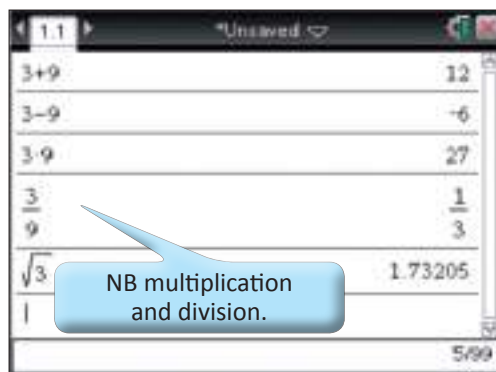 1.1 *Unsaved
3+9 12
3−9 -6
3·9 27
3/9 1/3
√3 1.73205
NB multiplication
and division.
5/99